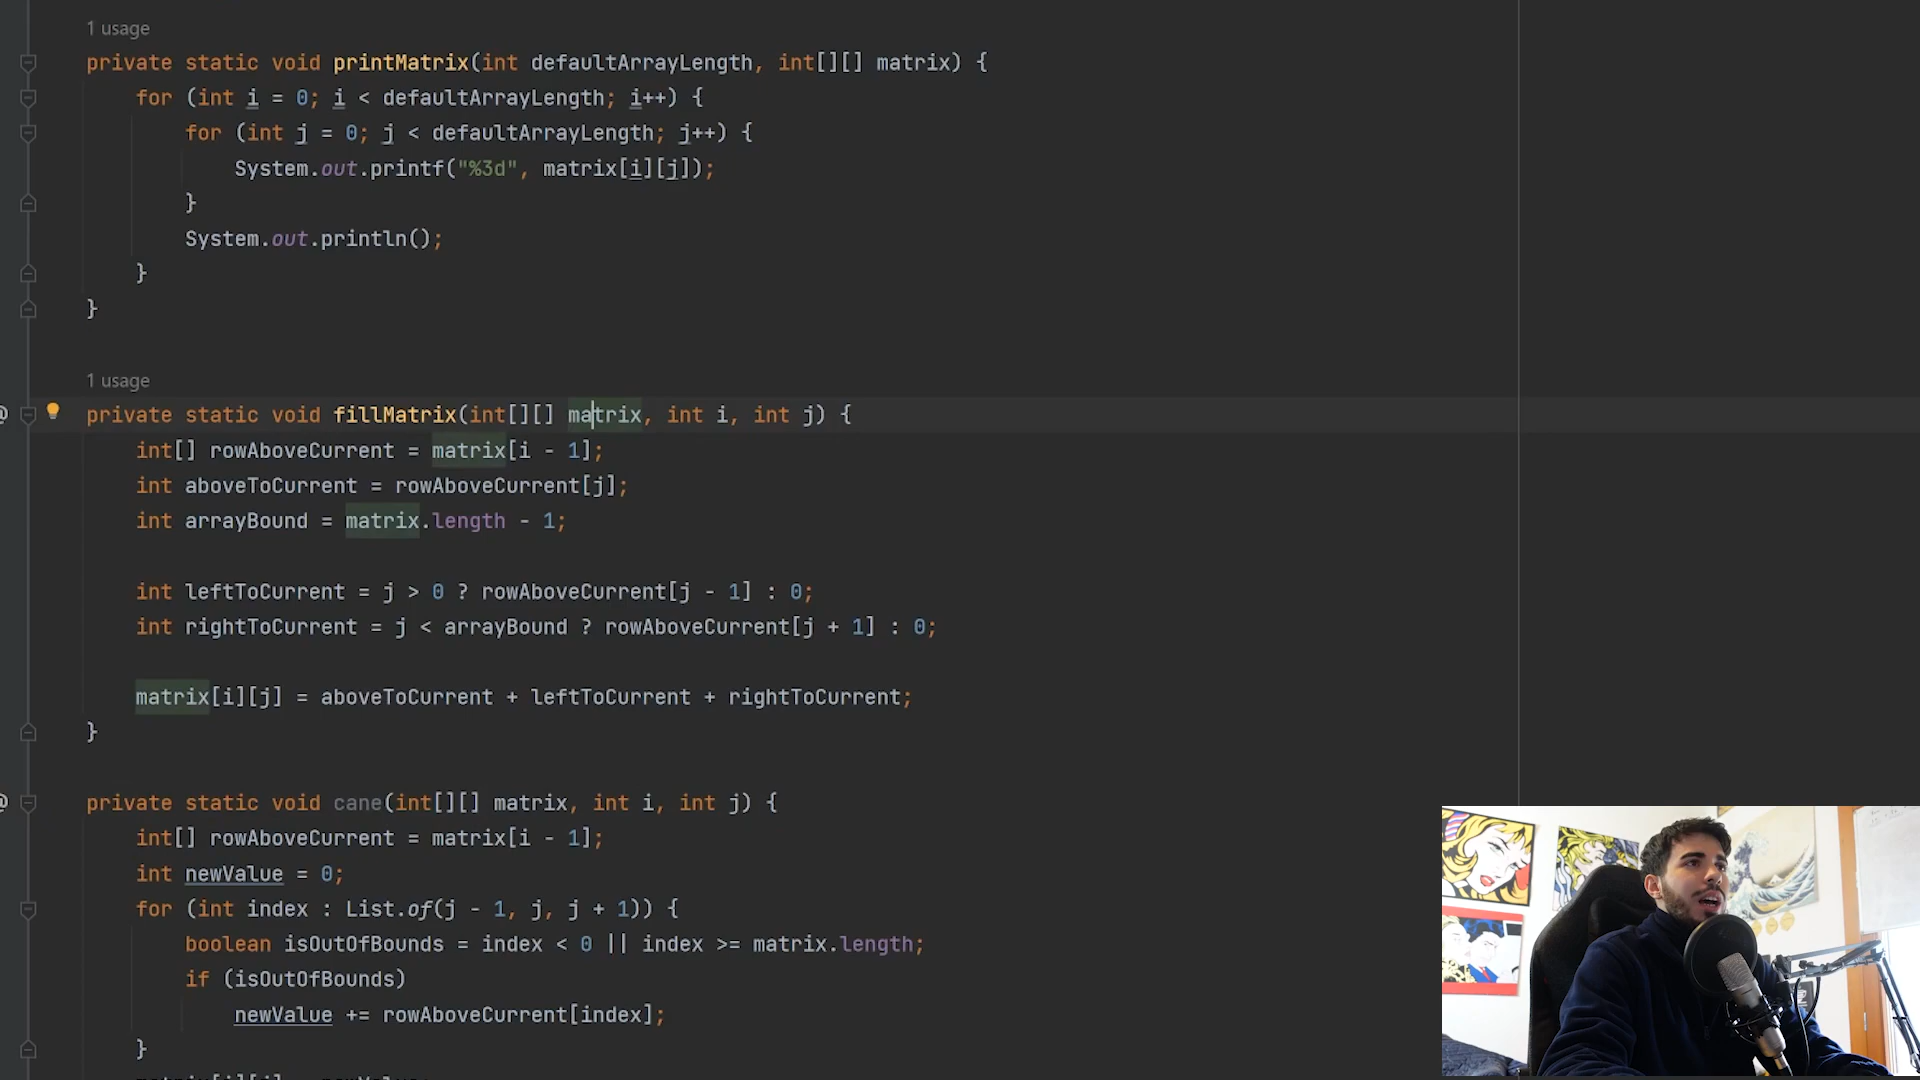 1 usage
private static void printMatrix(int defaultArrayLength, int[][] matrix) {
for (int i = 0; i < defaultArrayLength; i++) {
for (int j = 0; j < defaultArrayLength; j++) {
System.out.printf("%3d", matrix[i][j]);
}
System.out.println();
}
}
1 usage
@ private static void fillMatrix(int[][] matrix, int i, int j) {
int[] rowAboveCurrent = matrix[i - 1];
int aboveToCurrent = rowAboveCurrent[j];
int arrayBound = matrix.length - 1;
int leftToCurrent = j > 0 ? rowAboveCurrent[j - 1] : 0;
int rightToCurrent = j < arrayBound ? rowAboveCurrent[j + 1] : 0;
matrix[i][j] = aboveToCurrent + leftToCurrent + rightToCurrent;
}
@ private static void cane(int[][] matrix, int i, int j) {
int[] rowAboveCurrent = matrix[i - 1];
int newValue = 0;
for (int index : List.of(j - 1, j, j + 1)) {
boolean isOutOfBounds = index < 0 || index >= matrix.length;
if (isOutOfBounds)
newValue += rowAboveCurrent[index];
}